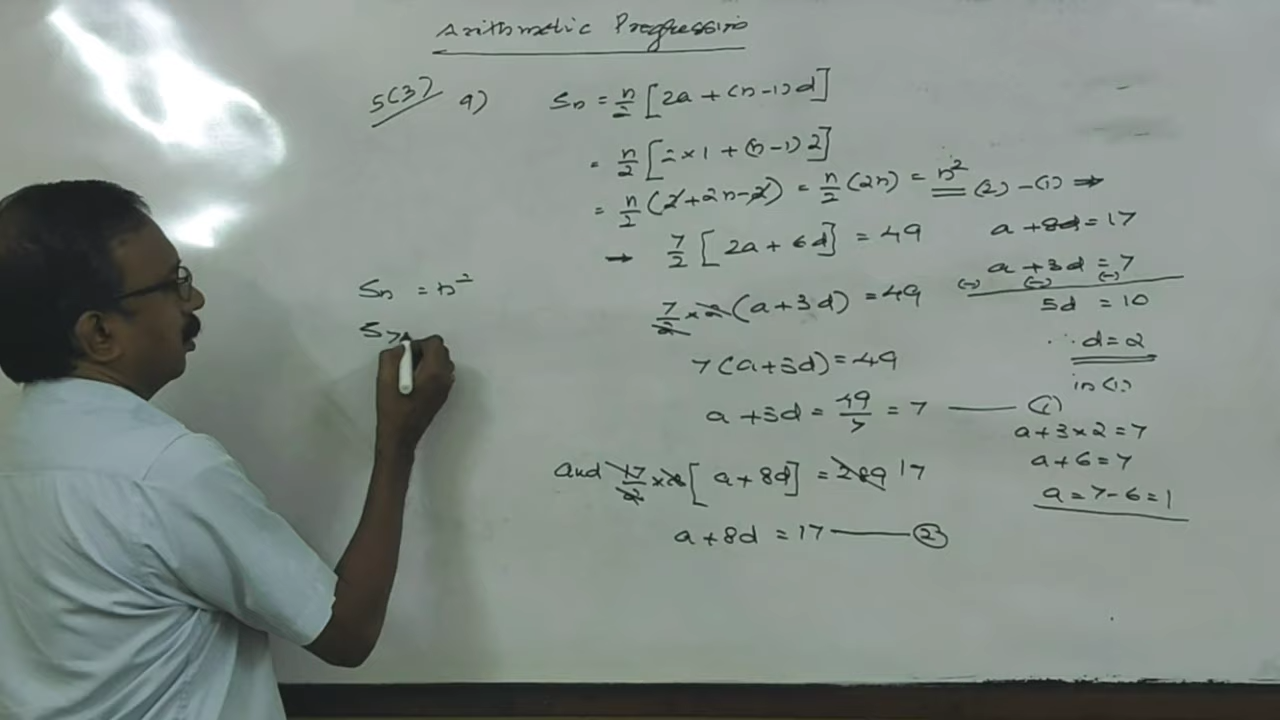 Arithmetic Progression
5(3) 9) Sn = n/2 [2a + (n-1)d]
= n/2 [2×1 + (n-1)2]
= n/2 (2+2n-2) = n/2 (2n) = n²
→ 7/2 [2a + 6d] = 49
7/2 × 2 (a+3d) = 49
7(a+3d) = 49
a + 3d = 49/7 = 7 —— (1)
And 17/2 × 2 [a + 8d] = 289 17
a + 8d = 17 —— (2)
(2) - (1) ⇒
a + 8d = 17
a + 3d = 7
(-) (-) (-)
5d = 10
∴ d = 2
in (1)
a + 3×2 = 7
a + 6 = 7
a = 7-6 = 1
Sn = n²
S7